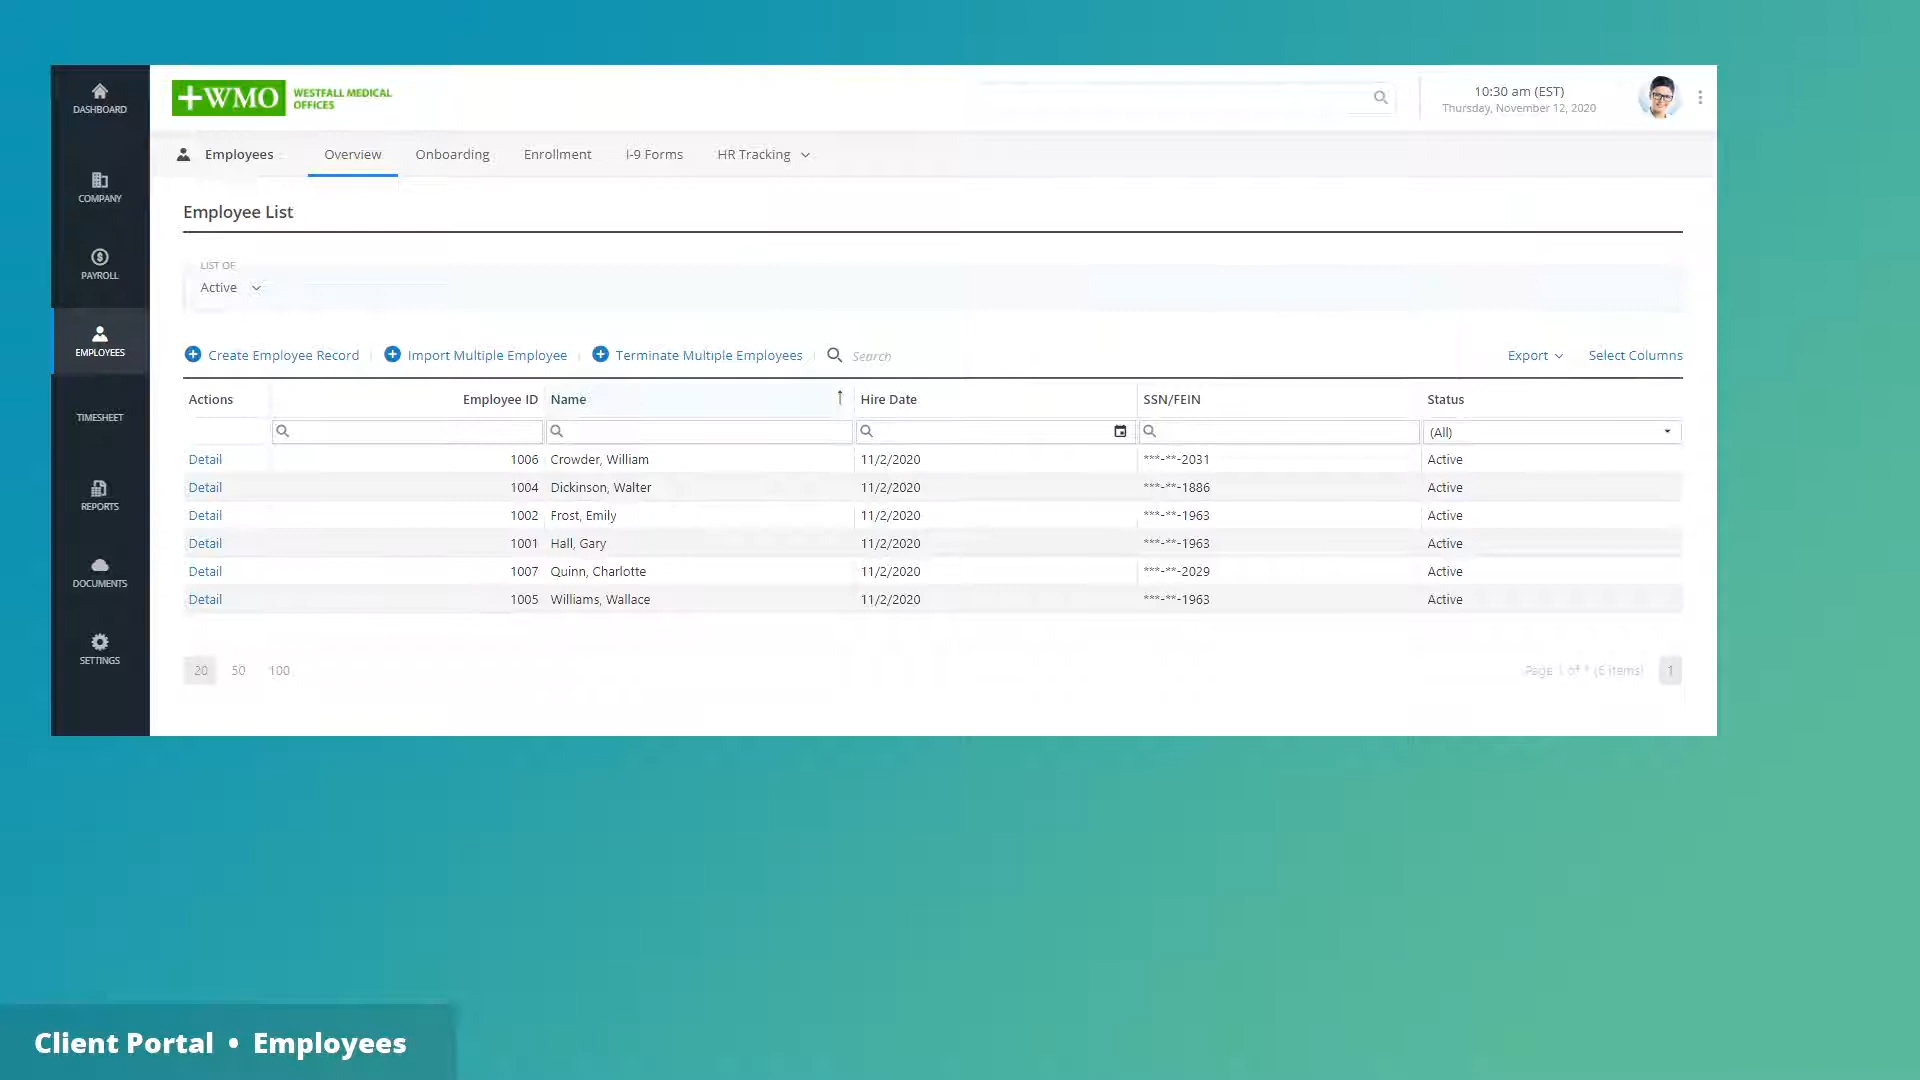 DASHBOARD
COMPANY
PAYROLL
EMPLOYEES
TIMESHEET
REPORTS
DOCUMENTS
SETTINGS
+WMO WESTFALL MEDICAL
OFFICES
10:30 am (EST)
Thursday, November 12, 2020
Employees Overview Onboarding Enrollment I-9 Forms HR Tracking
Employee List
LIST OF
Active
Create Employee Record Import Multiple Employee Terminate Multiple Employees Search Export Select Columns
Actions Employee ID Name Hire Date SSN/FEIN Status
(All)
Detail 1006 Crowder, William 11/2/2020 ***-**-2031 Active
Detail 1004 Dickinson, Walter 11/2/2020 ***-**-1886 Active
Detail 1002 Frost, Emily 11/2/2020 ***-**-1963 Active
Detail 1001 Hall, Gary 11/2/2020 ***-**-1963 Active
Detail 1007 Quinn, Charlotte 11/2/2020 ***-**-2029 Active
Detail 1005 Williams, Wallace 11/2/2020 ***-**-1963 Active
20 50 100 Page 1 of 1 (6 items) 1
Client Portal • Employees